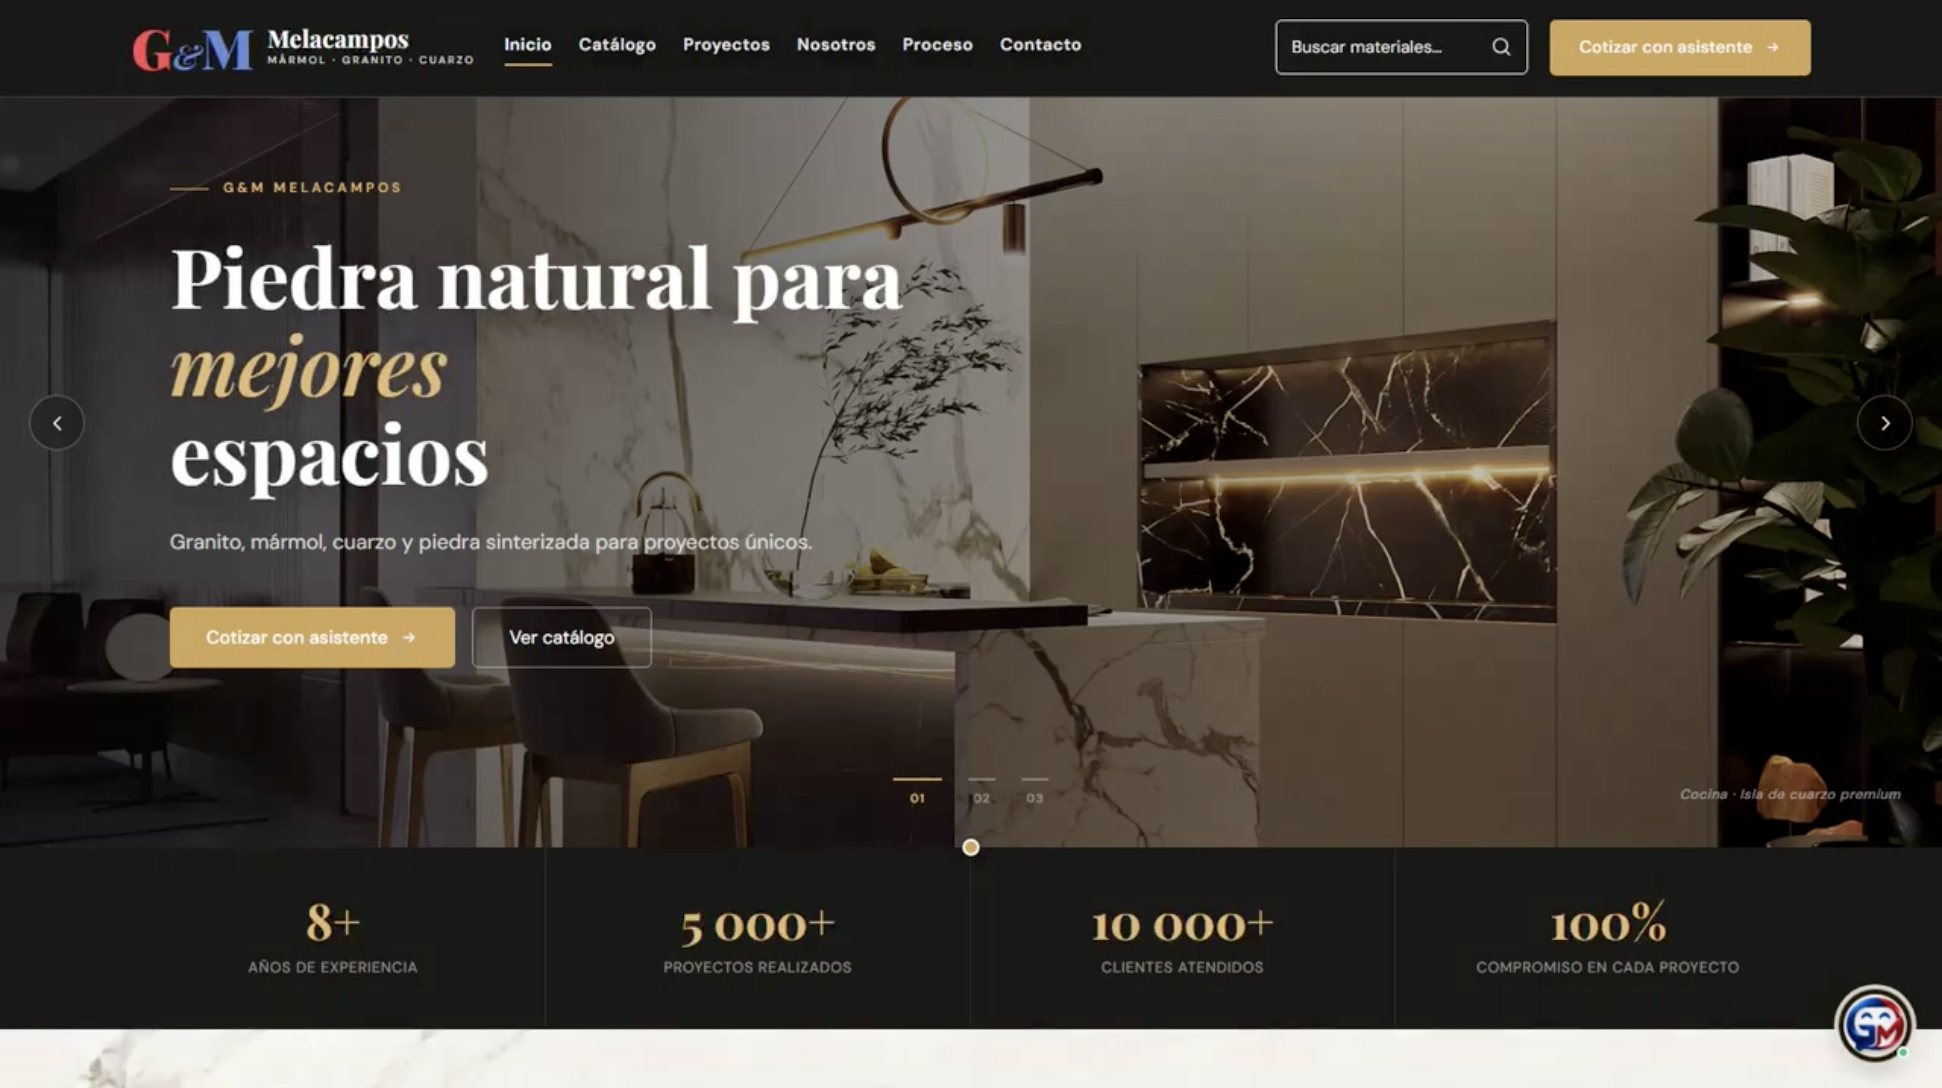 G&M Melacampos
MÁRMOL · GRANITO · CUARZO
Inicio Catálogo Proyectos Nosotros Proceso Contacto
Buscar materiales...
Cotizar con asistente →
G&M MELACAMPOS
Piedra natural para
mejores
espacios
Granito, mármol, cuarzo y piedra sinterizada para proyectos únicos.
Cotizar con asistente →
Ver catálogo
01 02 03
Cocina · Isla de cuarzo premium
8+
AÑOS DE EXPERIENCIA
5 000+
PROYECTOS REALIZADOS
10 000+
CLIENTES ATENDIDOS
100%
COMPROMISO EN CADA PROYECTO
GM